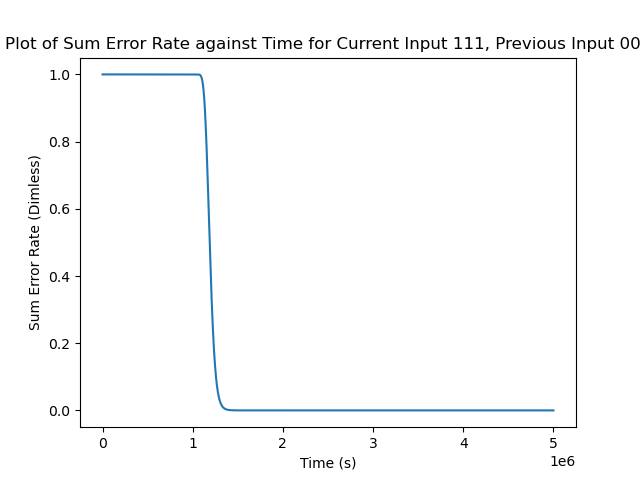 Plot of Sum Error Rate against Time for Current Input 111, Previous Input 00
1.0
0.8
0.6
0.4
0.2
0.0
Sum Error Rate (Dimless)
0 1 2 3 4 5
1e6
Time (s)